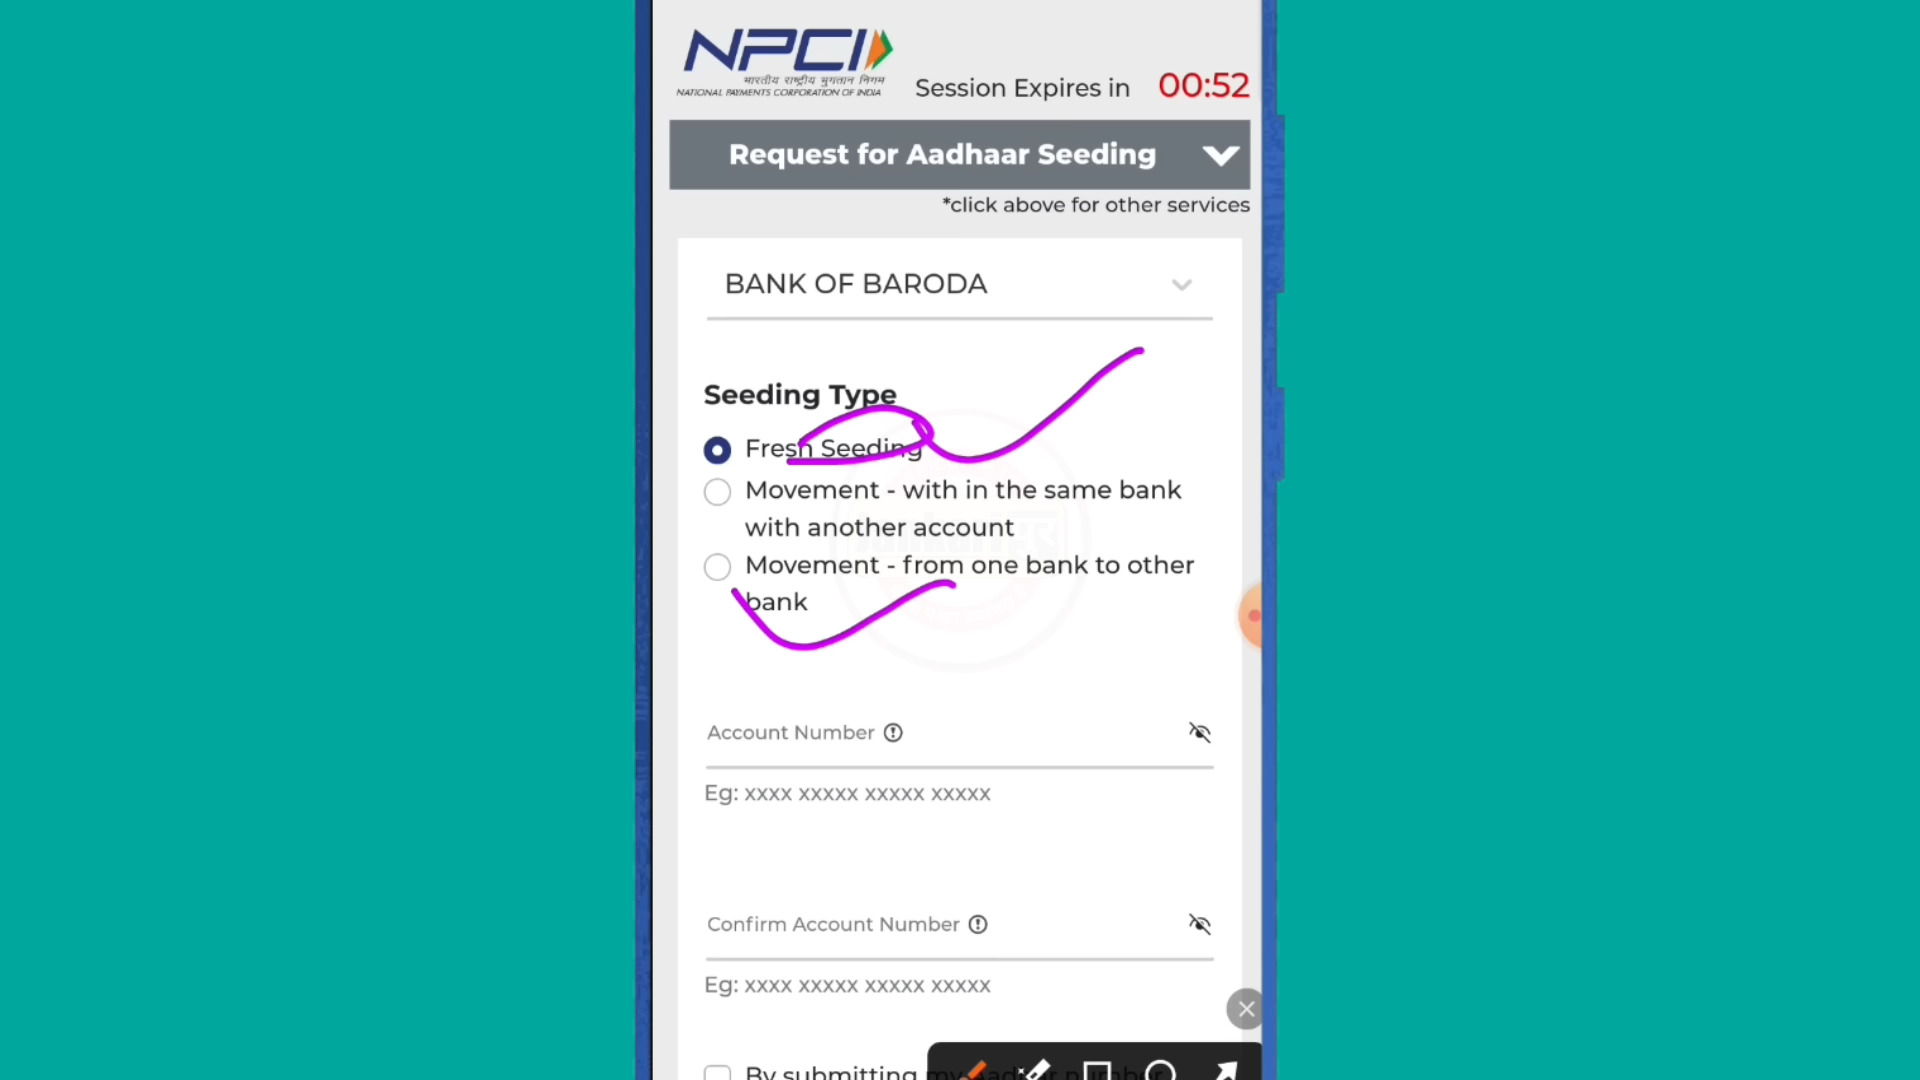 NPCI
भारतीय राष्ट्रीय भुगतान निगम
NATIONAL PAYMENTS CORPORATION OF INDIA
Session Expires in 00:52
Request for Aadhaar Seeding
*click above for other services
BANK OF BARODA
Seeding Type
Fresh Seeding
Movement - with in the same bank
with another account
Movement - from one bank to other
bank
Account Number
Eg: xxxx xxxxx xxxxx xxxxx
Confirm Account Number
Eg: xxxx xxxxx xxxxx xxxxx
By submitting my Aadhar number